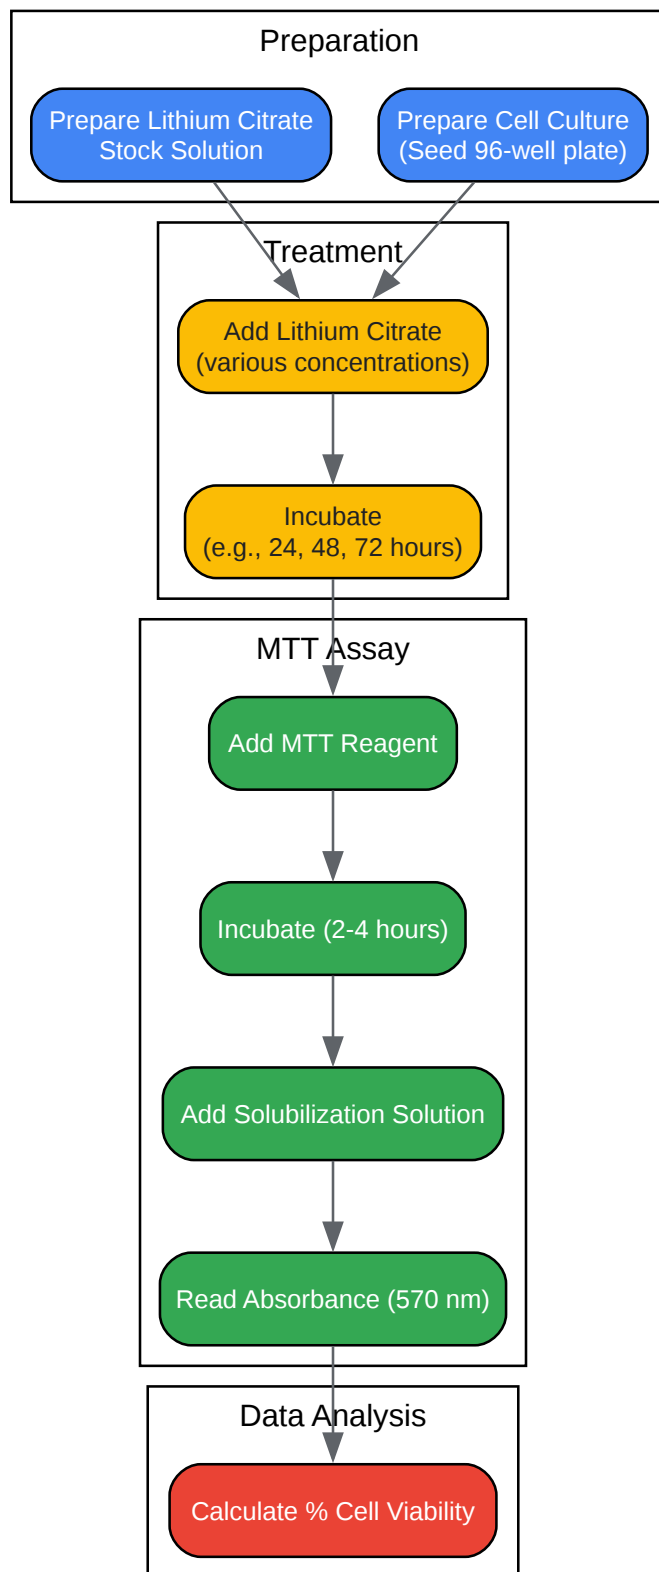 Preparation
Prepare Lithium Citrate
Stock Solution
Prepare Cell Culture
(Seed 96-well plate)
Treatment
Add Lithium Citrate
(various concentrations)
Incubate
(e.g., 24, 48, 72 hours)
MTT Assay
Add MTT Reagent
Incubate (2-4 hours)
Add Solubilization Solution
Read Absorbance (570 nm)
Data Analysis
Calculate % Cell Viability